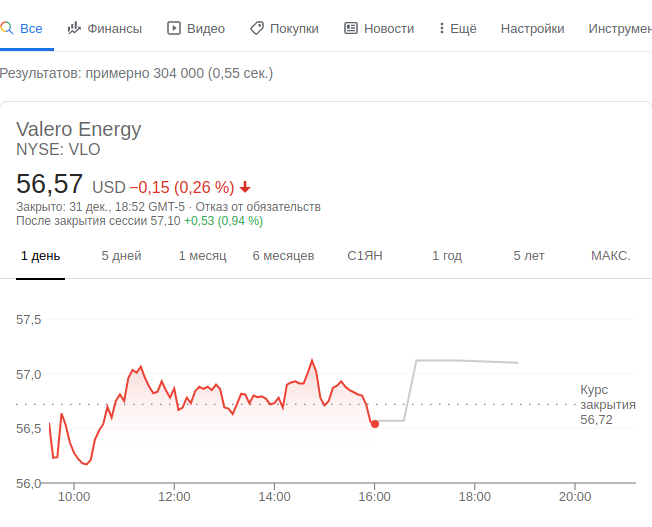 Все Финансы Видео Покупки Новости Ещё Настройки Инструмен
Результатов: примерно 304 000 (0,55 сек.)
Valero Energy
NYSE: VLO
56,57 USD −0,15 (0,26 %)
Закрыто: 31 дек., 18:52 GMT-5 · Отказ от обязательств
После закрытия сессии 57,10 +0,53 (0,94 %)
1 день 5 дней 1 месяц 6 месяцев С1ЯН 1 год 5 лет МАКС.
57,5
57,0
Курс
закрытия
56,72
56,5
56,0
10:00 12:00 14:00 16:00 18:00 20:00